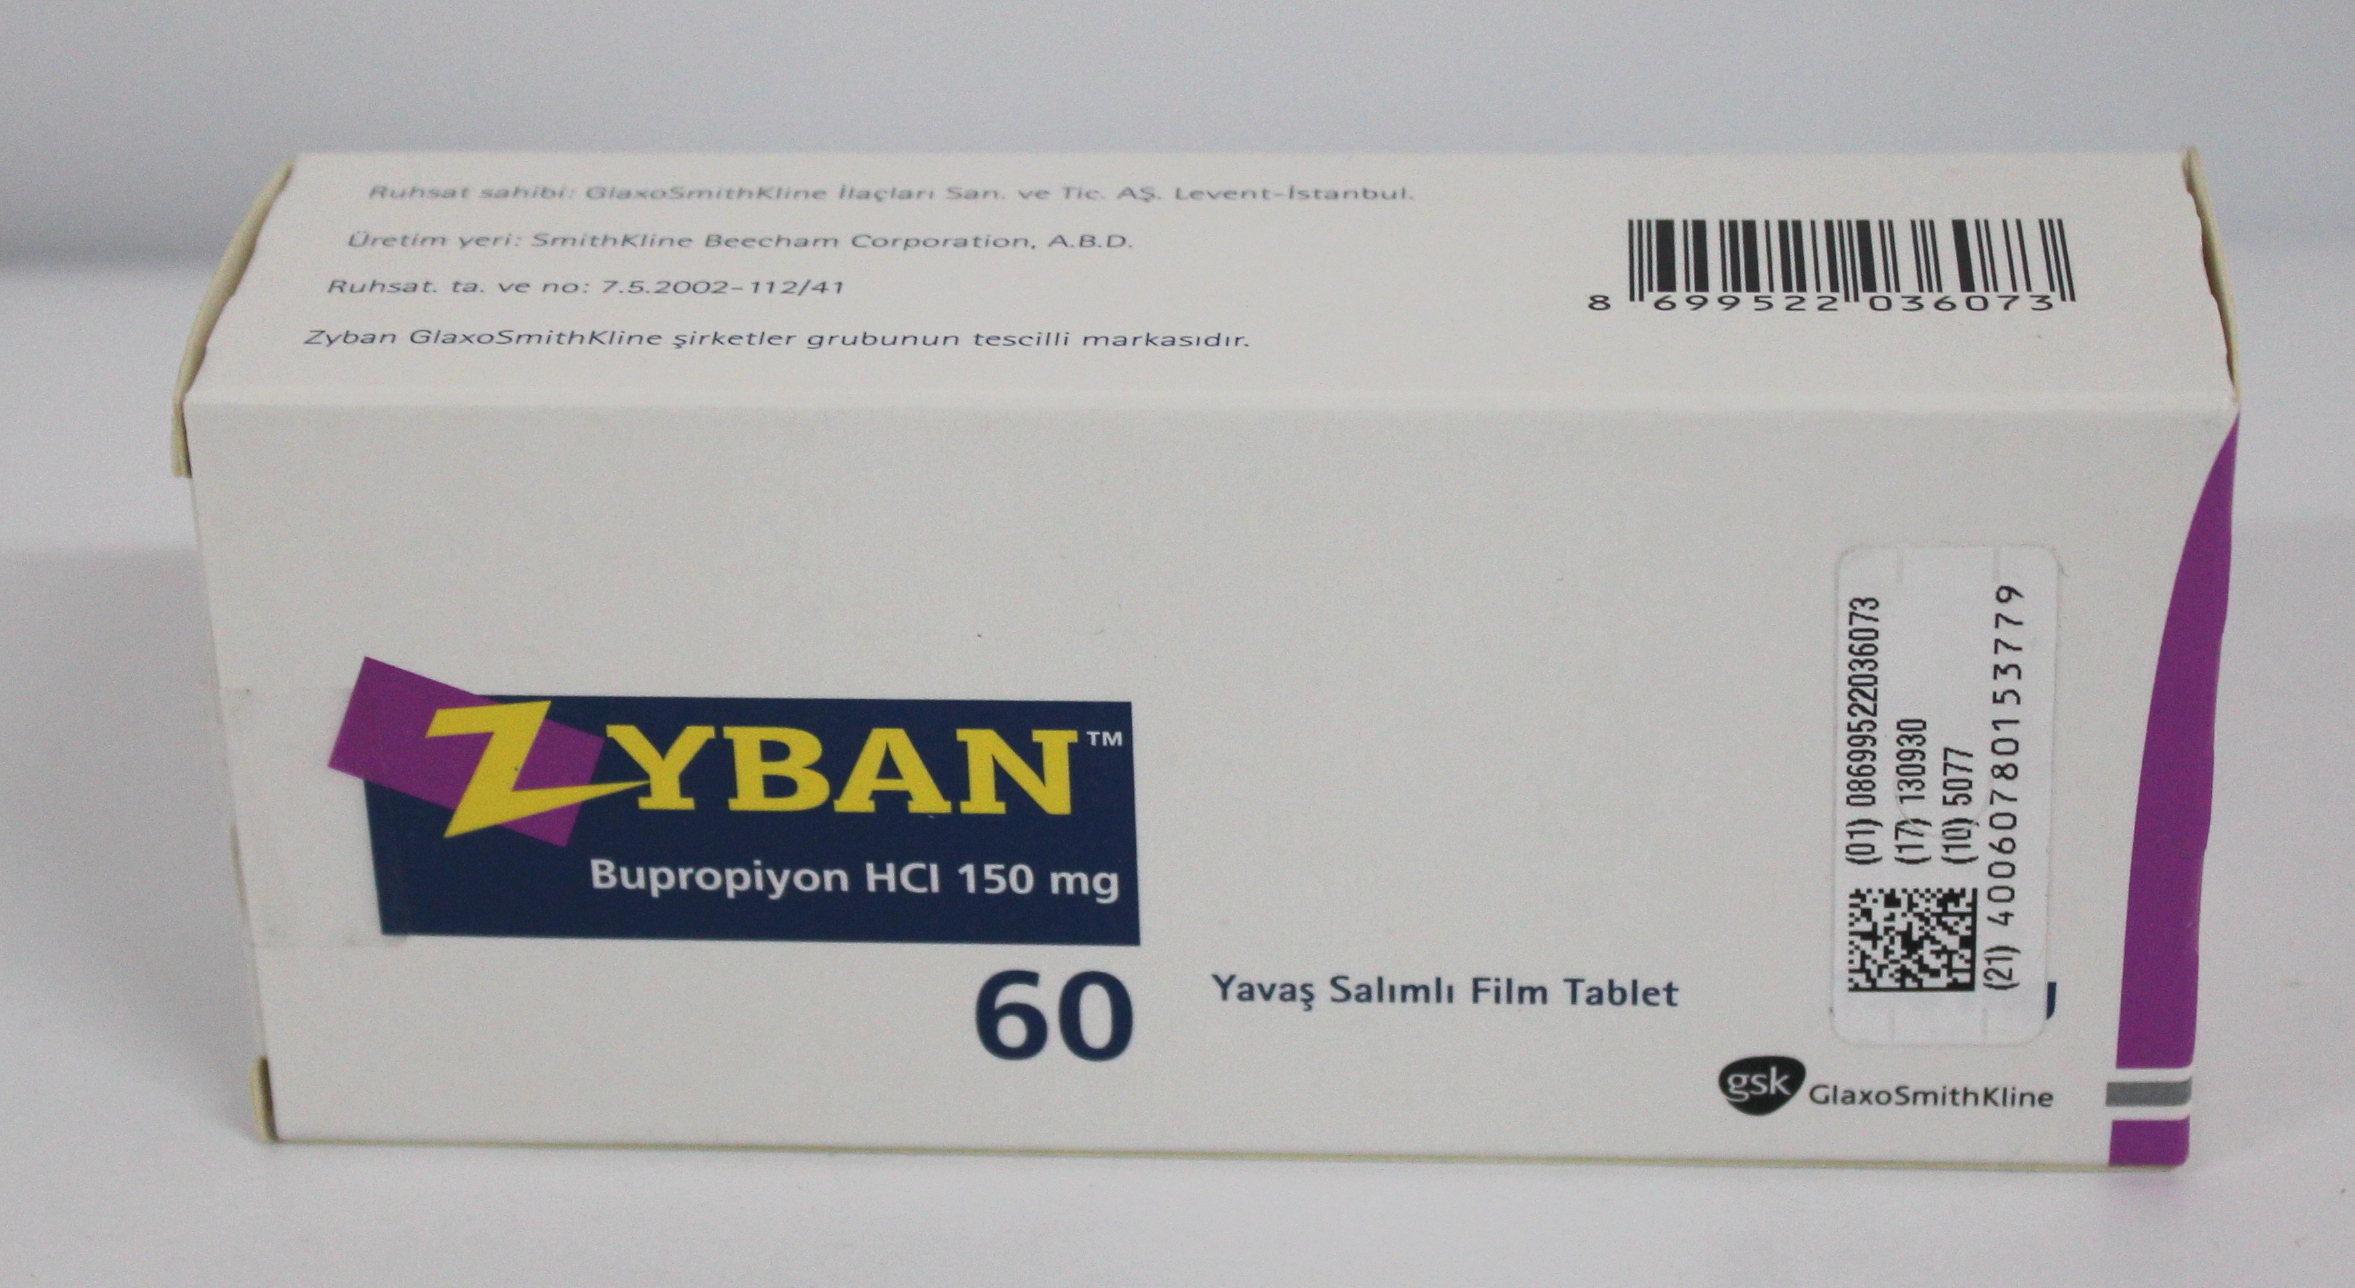 Ruhsat sahibi: GlaxoSmithKline İlaçları San. ve Tic. AŞ. Levent-İstanbul.
Üretim yeri: SmithKline Beecham Corporation, A.B.D.
Ruhsat. ta. ve no: 7.5.2002-112/41
Zyban GlaxoSmithKline şirketler grubunun tescilli markasıdır.
8 699522 036073
ZYBAN™
Bupropiyon HCl 150 mg
60 Yavaş Salımlı Film Tablet
(01) 08699522036073
(17) 130930
(10) 5077
(21) 40060780153779
gsk GlaxoSmithKline